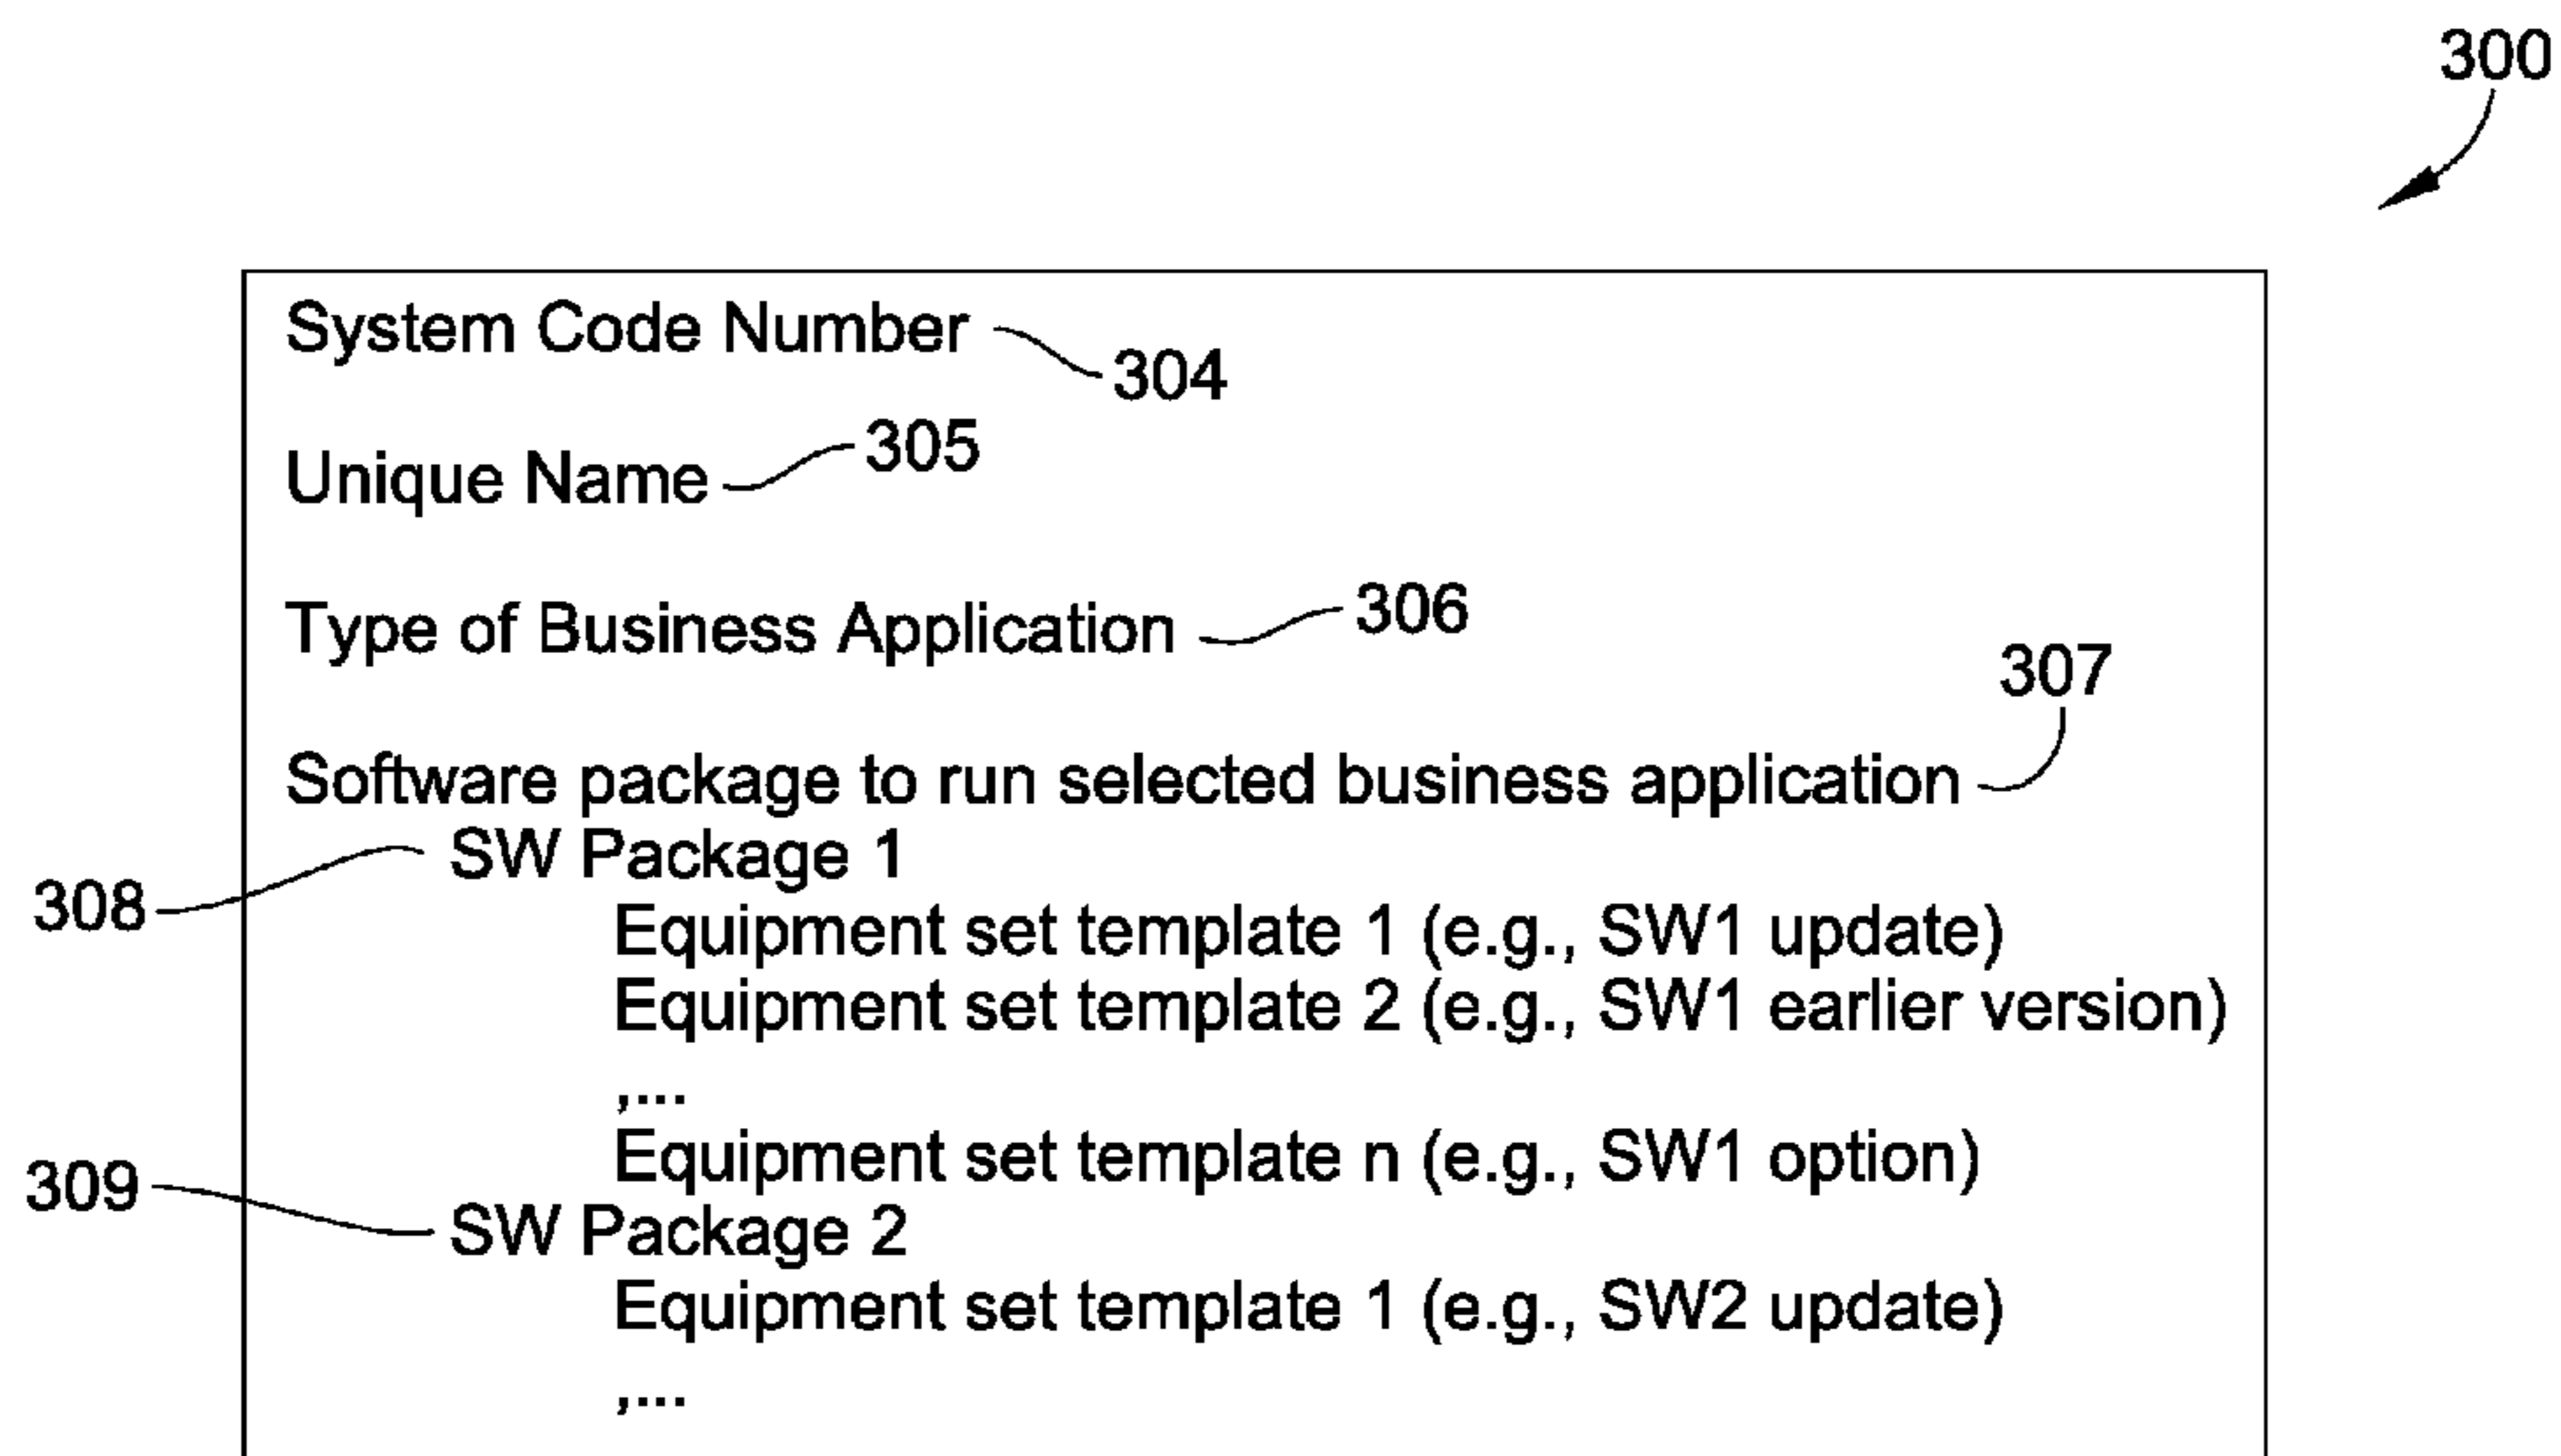 300
System Code Number
304
Unique Name
305
Type of Business Application
306
307
Software package to run selected business application
308
SW Package 1
Equipment set template 1 (e.g., SW1 update)
Equipment set template 2 (e.g., SW1 earlier version)
,...
Equipment set template n (e.g., SW1 option)
309
SW Package 2
Equipment set template 1 (e.g., SW2 update)
,...